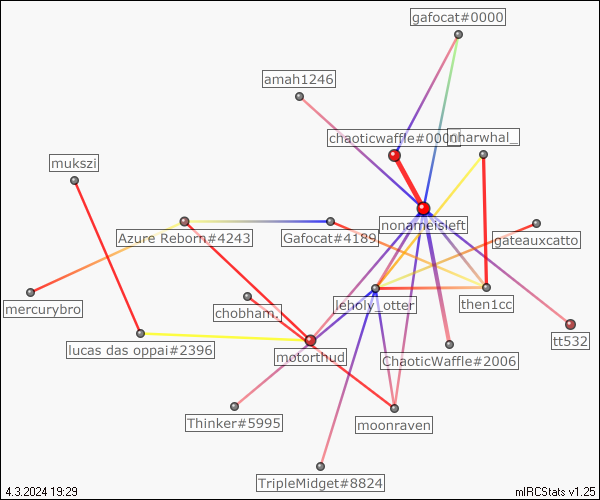 gafocat#0000
amah1246
chaoticwaffle#0000
nharwhal_
mukszi
nonameisleft
Azure Reborn#4243
Gafocat#4189
gateauxcatto
mercurybro
chobham.
leholy_otter
then1cc
lucas das oppai#2396
motorthud
ChaoticWaffle#2006
tt532
Thinker#5995
moonraven
TripleMidget#8824
4.3.2024 19:29
mIRCStats v1.25